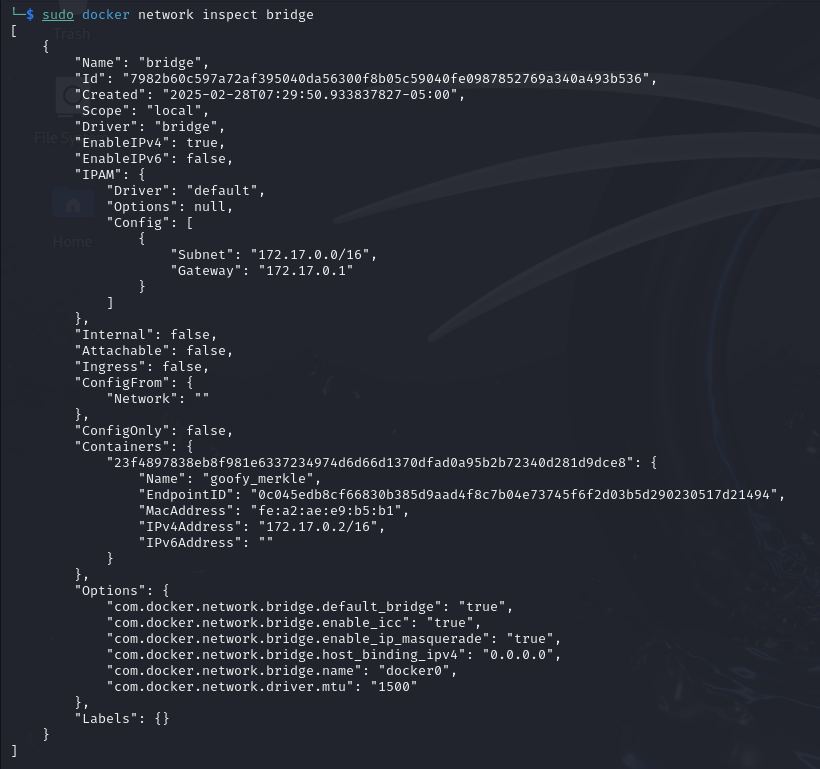 └─$ sudo docker network inspect bridge
[
    {
        "Name": "bridge",
        "Id": "7982b60c597a72af395040da56300f8b05c59040fe0987852769a340a493b536",
        "Created": "2025-02-28T07:29:50.933837827-05:00",
        "Scope": "local",
        "Driver": "bridge",
        "EnableIPv4": true,
        "EnableIPv6": false,
        "IPAM": {
            "Driver": "default",
            "Options": null,
            "Config": [
                {
                    "Subnet": "172.17.0.0/16",
                    "Gateway": "172.17.0.1"
                }
            ]
        },
        "Internal": false,
        "Attachable": false,
        "Ingress": false,
        "ConfigFrom": {
            "Network": ""
        },
        "ConfigOnly": false,
        "Containers": {
            "23f4897838eb8f981e6337234974d6d66d1370dfad0a95b2b72340d281d9dce8": {
                "Name": "goofy_merkle",
                "EndpointID": "0c045edb8cf66830b385d9aad4f8c7b04e73745f6f2d03b5d290230517d21494",
                "MacAddress": "fe:a2:ae:e9:b5:b1",
                "IPv4Address": "172.17.0.2/16",
                "IPv6Address": ""
            }
        },
        "Options": {
            "com.docker.network.bridge.default_bridge": "true",
            "com.docker.network.bridge.enable_icc": "true",
            "com.docker.network.bridge.enable_ip_masquerade": "true",
            "com.docker.network.bridge.host_binding_ipv4": "0.0.0.0",
            "com.docker.network.bridge.name": "docker0",
            "com.docker.network.driver.mtu": "1500"
        },
        "Labels": {}
    }
]
Trash
Home